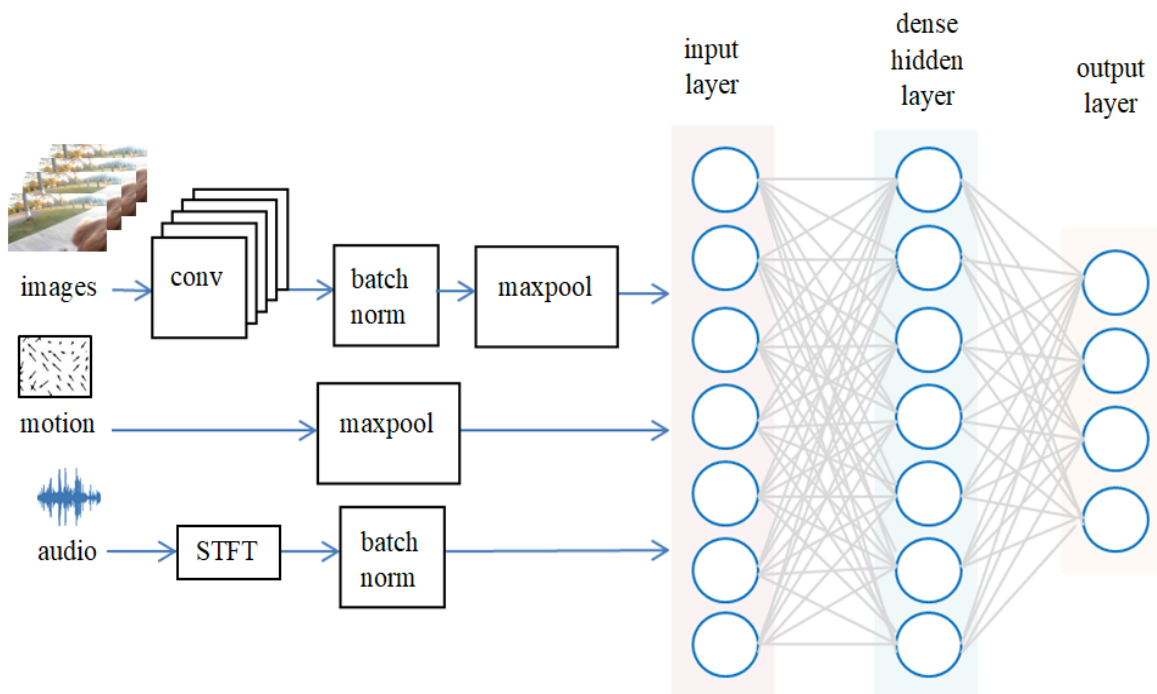 input
layer
dense
hidden
layer
output
layer
images
conv
batch
norm
maxpool
motion
maxpool
audio
STFT
batch
norm